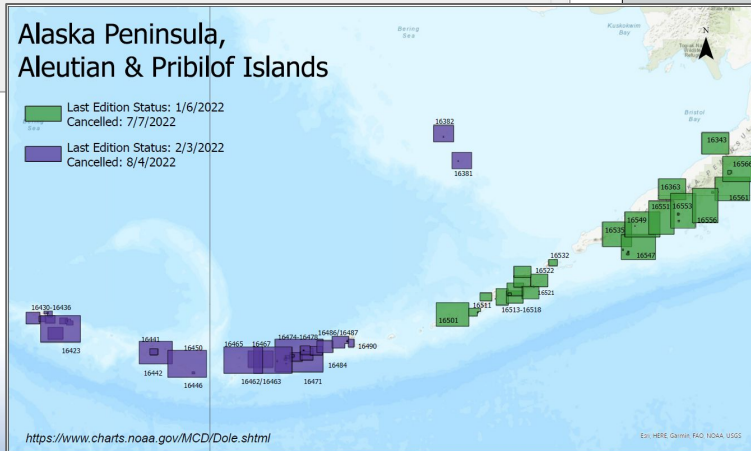 Alaska Peninsula,
Aleutian & Pribilof Islands
Last Edition Status: 1/6/2022
Cancelled: 7/7/2022
Last Edition Status: 2/3/2022
Cancelled: 8/4/2022
Bering
Sea
Kuskokwim
Bay
N
Bristol
Bay
Sea
16382
16381
16343
16566
16561
16363
16551
16553
16556
16549
16535
16547
16532
16522
16521
16511
16513-16518
16501
16430-16436
16423
16441
16450
16442
16446
16465
16467
16474-16478
16486/16487
16490
16484
16462/16463
16471
https://www.charts.noaa.gov/MCD/Dole.shtml
Esri, HERE, Garmin, FAO, NOAA, USGS